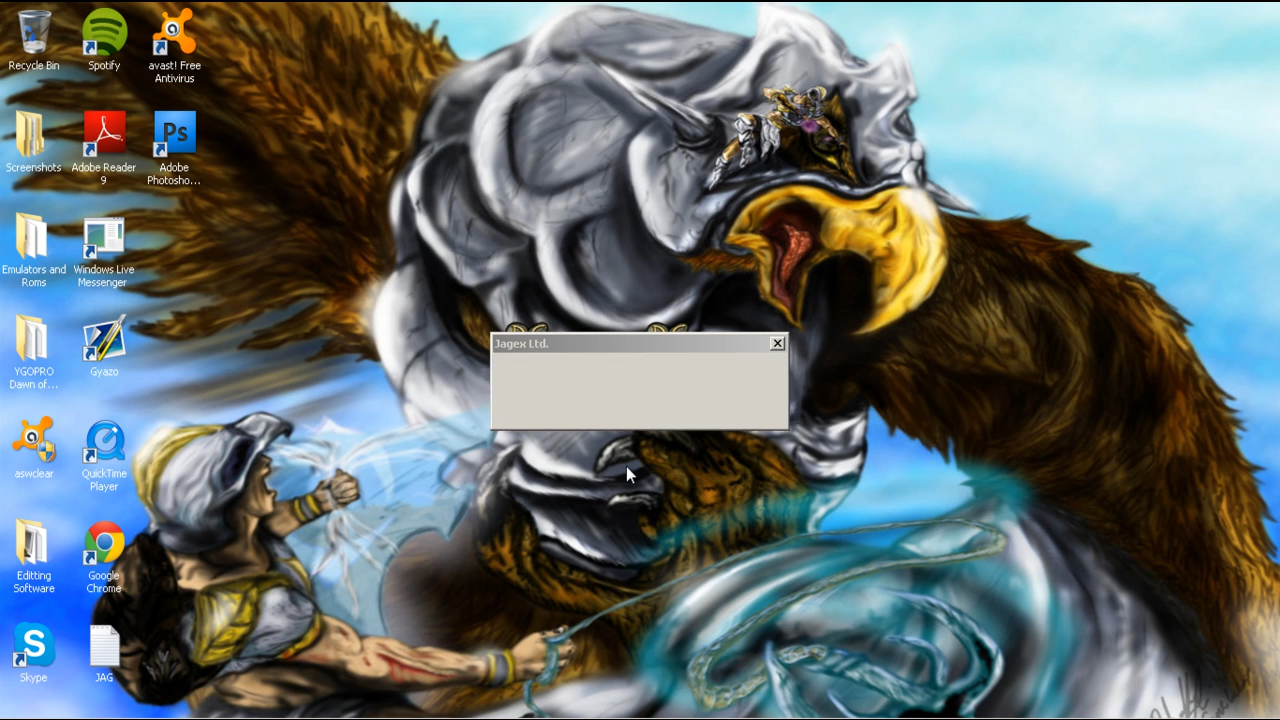 Recycle Bin
Spotify
avast! Free
Antivirus
Screenshots
Adobe Reader
9
Adobe
Photosho...
Ps
Emulators and
Roms
Windows Live
Messenger
YGOPRO
Dawn of...
Gyazo
Jagex Ltd.
aswclear
QuickTime
Player
Editting
Software
Google
Chrome
Skype
JAG